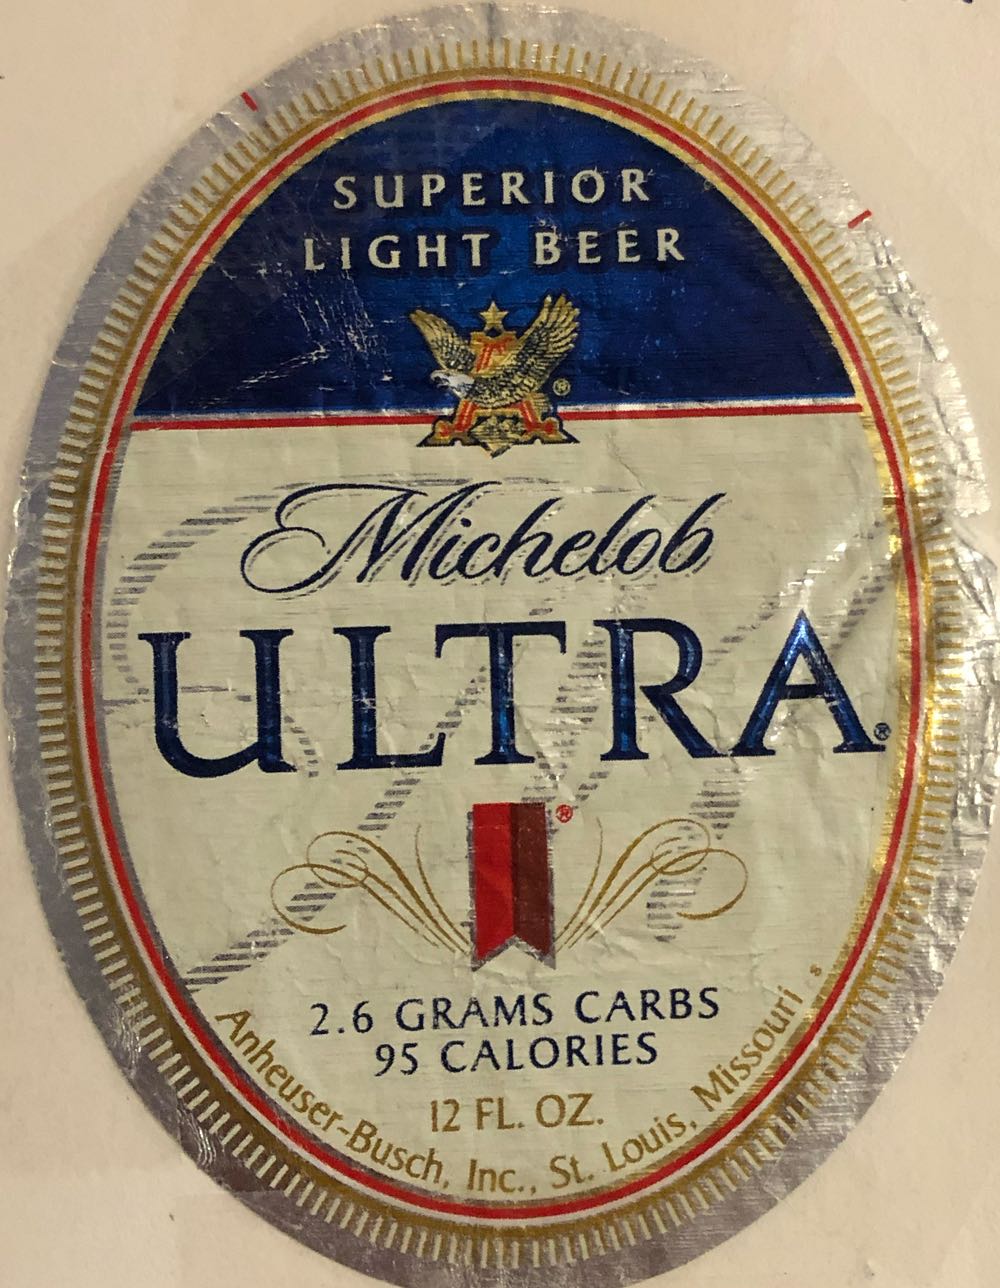 SUPERIOR
LIGHT BEER
®
Michelob
ULTRA®
®
2.6 GRAMS CARBS
95 CALORIES
12 FL. OZ.
Anheuser-Busch, Inc., St. Louis, Missouri